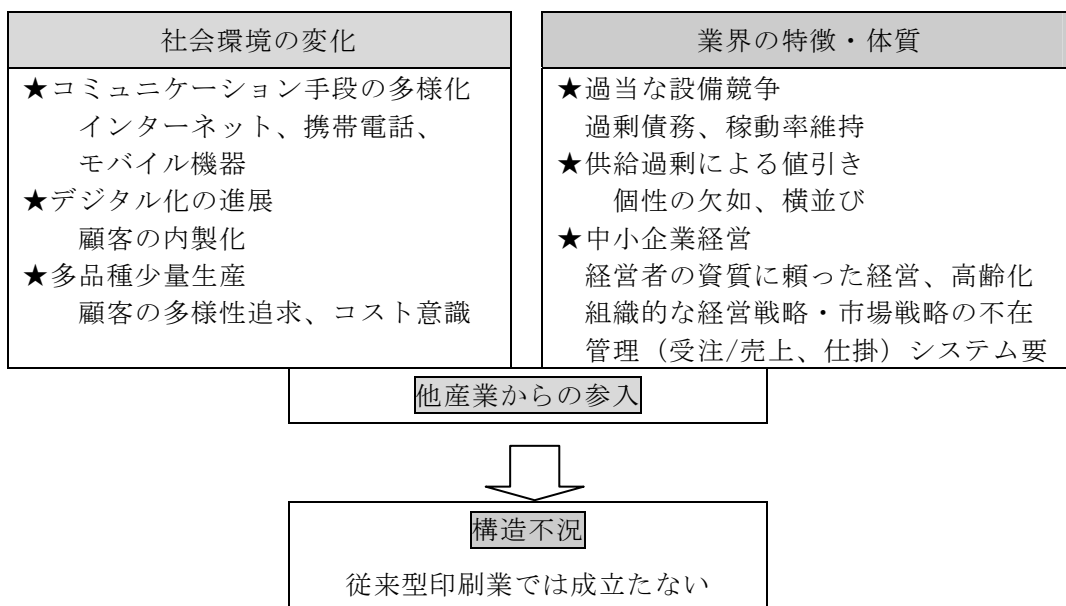 社会環境の変化
★コミュニケーション手段の多様化
インターネット、携帯電話、
モバイル機器
★デジタル化の進展
顧客の内製化
★多品種少量生産
顧客の多様性追求、コスト意識
業界の特徴・体質
★過当な設備競争
過剰債務、稼動率維持
★供給過剰による値引き
個性の欠如、横並び
★中小企業経営
経営者の資質に頼った経営、高齢化
組織的な経営戦略・市場戦略の不在
管理（受注/売上、仕掛）システム要
他産業からの参入
構造不況
従来型印刷業では成立たない